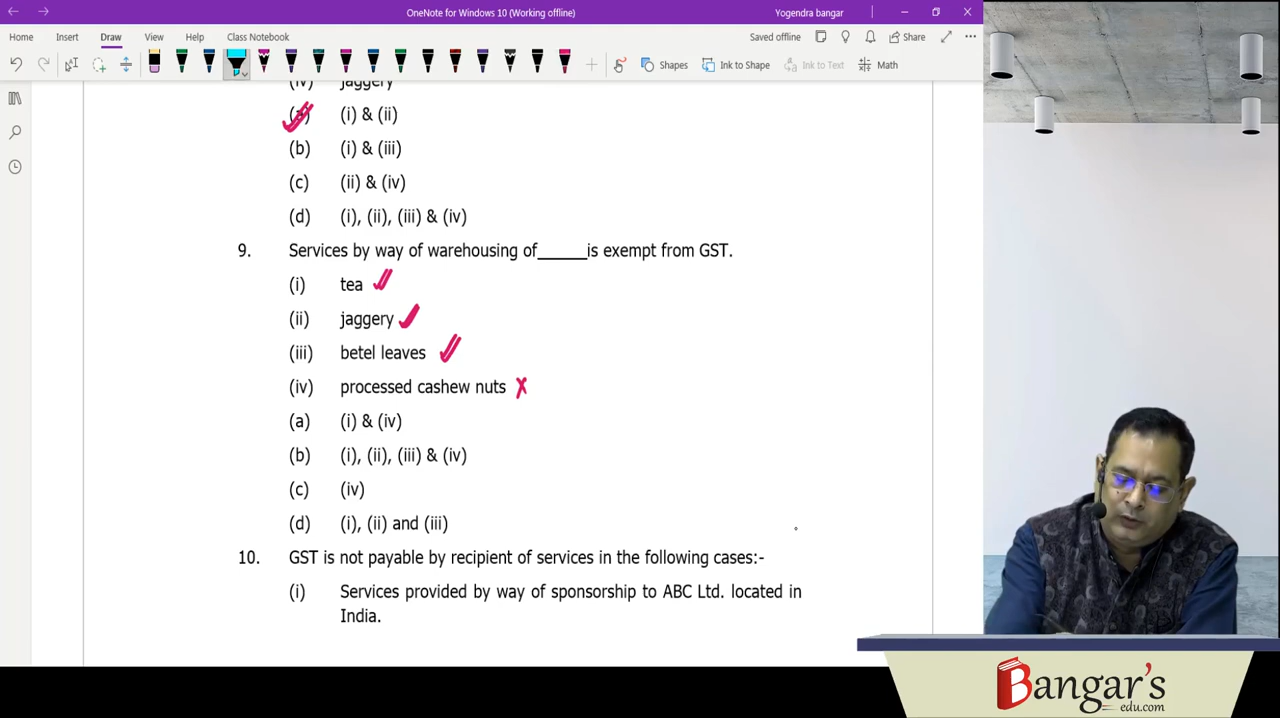 OneNote for Windows 10 (Working offline)
Yogendra bangar
Home Insert Draw View Help Class Notebook
Saved offline
Share
Shapes
Ink to Shape
Ink to Text
Math
(iv) jaggery
(a) (i) & (ii)
(b) (i) & (iii)
(c) (ii) & (iv)
(d) (i), (ii), (iii) & (iv)
9. Services by way of warehousing of______is exempt from GST.
(i) tea
(ii) jaggery
(iii) betel leaves
(iv) processed cashew nuts
(a) (i) & (iv)
(b) (i), (ii), (iii) & (iv)
(c) (iv)
(d) (i), (ii) and (iii)
10. GST is not payable by recipient of services in the following cases:-
(i) Services provided by way of sponsorship to ABC Ltd. located in
India.
Bangar's
edu.com